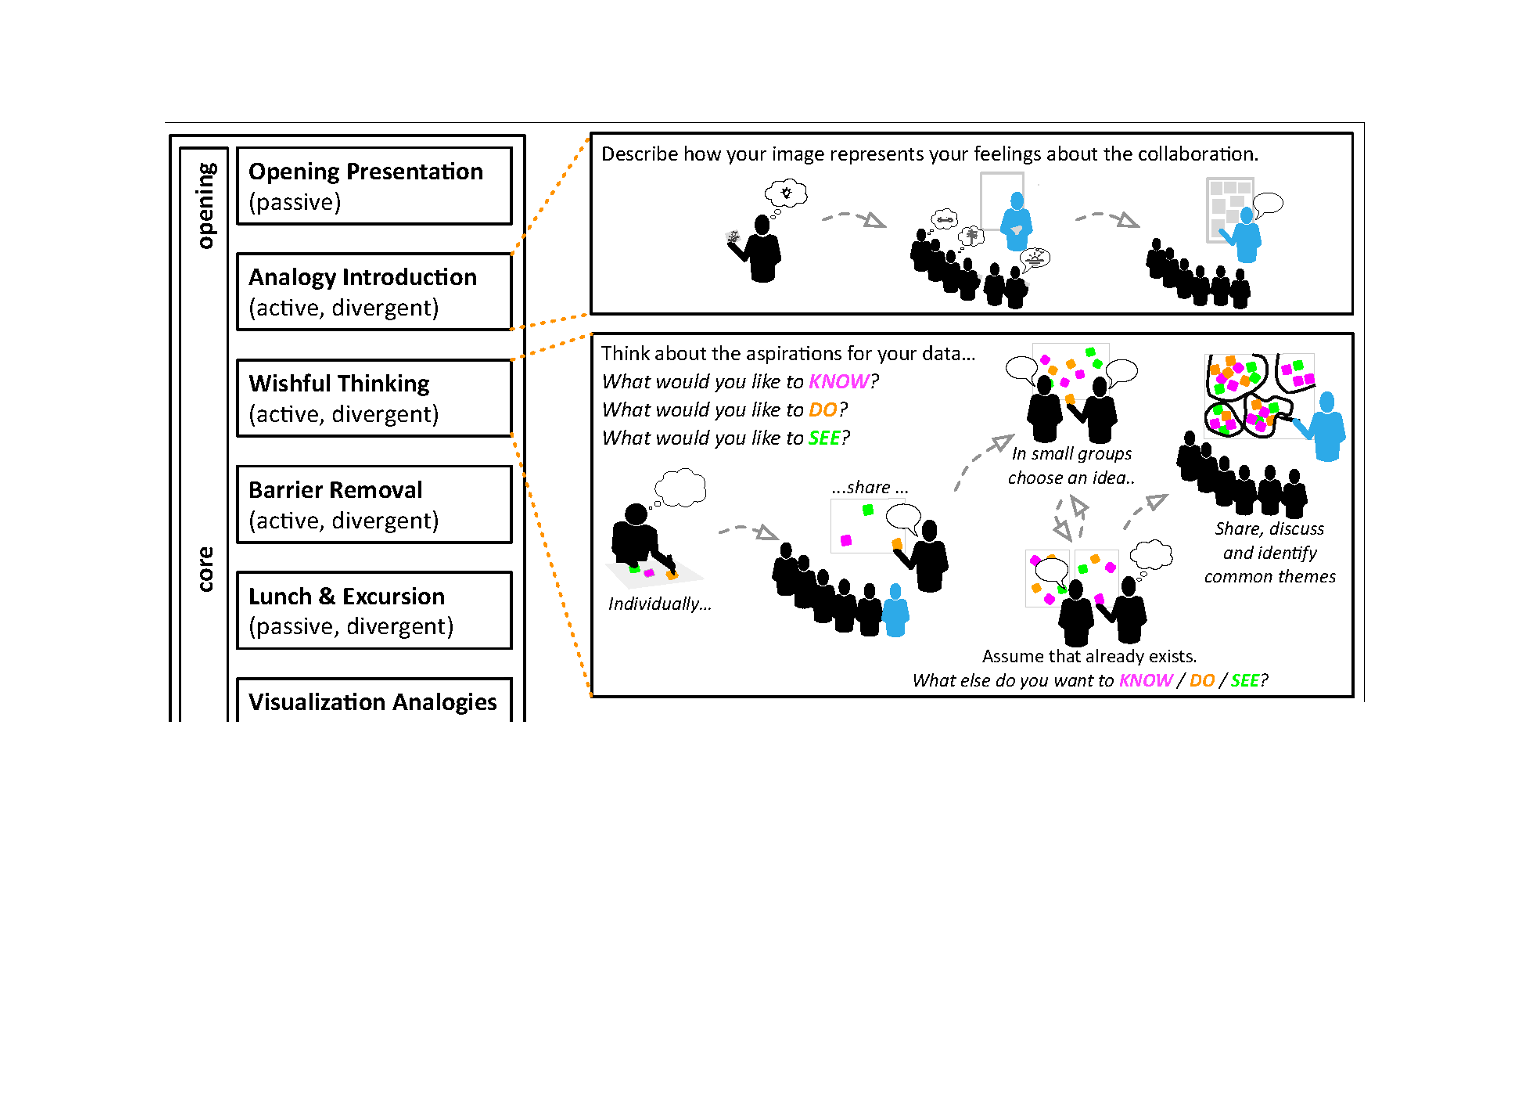 opening
Opening Presentation
(passive)
Analogy Introduction
(active, divergent)
core
Wishful Thinking
(active, divergent)
Barrier Removal
(active, divergent)
Lunch & Excursion
(passive, divergent)
Visualization Analogies
Describe how your image represents your feelings about the collaboration.
Think about the aspirations for your data...
What would you like to KNOW?
What would you like to DO?
What would you like to SEE?
Individually...
...share ...
In small groups
choose an idea..
Assume that already exists.
What else do you want to KNOW / DO / SEE?
Share, discuss
and identify
common themes